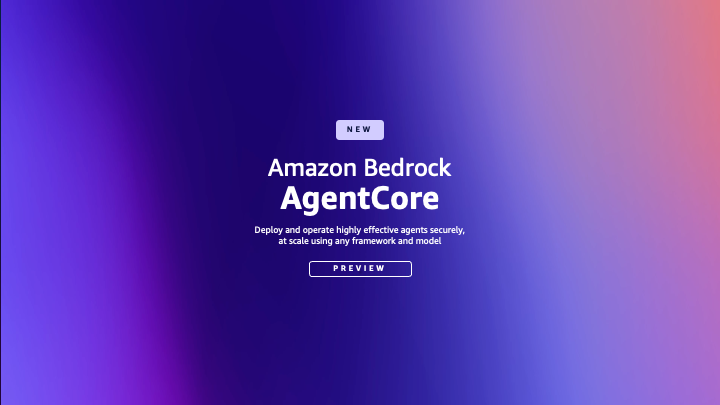 NEW
Amazon Bedrock
AgentCore
Deploy and operate highly effective agents securely,
at scale using any framework and model
PREVIEW